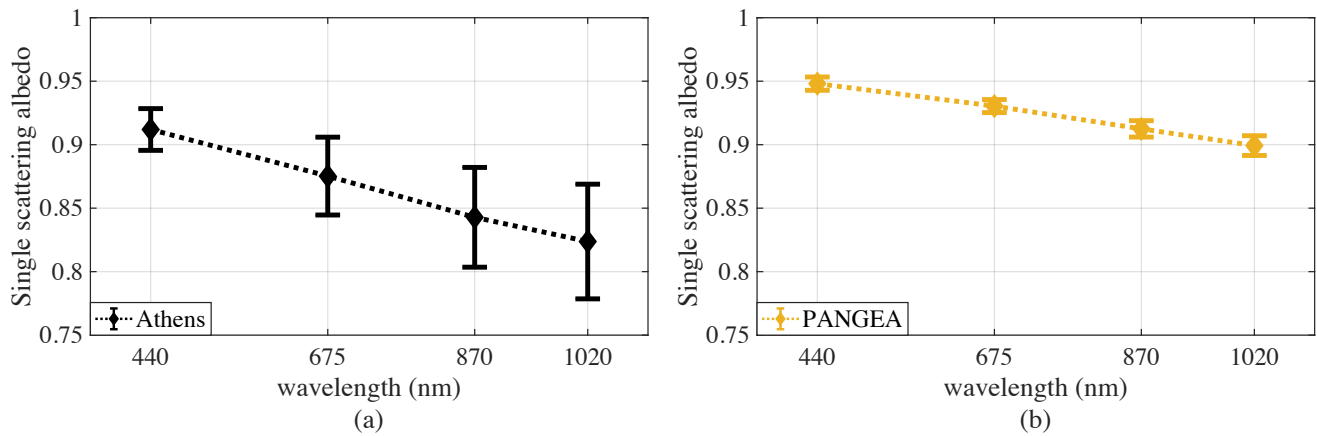 Single scattering albedo
1
0.95
0.9
0.85
0.8
0.75
Athens
440
675
870
1020
wavelength (nm)
(a)
Single scattering albedo
1
0.95
0.9
0.85
0.8
0.75
PANGEA
440
675
870
1020
wavelength (nm)
(b)